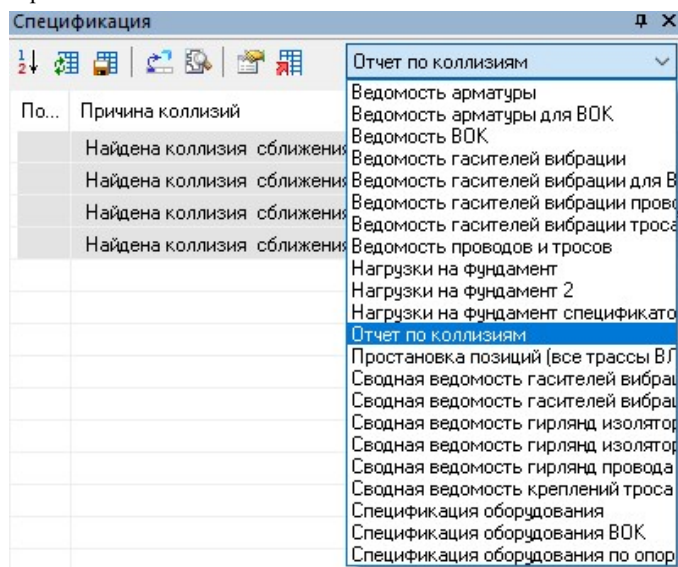 Спецификация
Отчет по коллизиям
По... Причина коллизий
Найдена коллизия сближения
Найдена коллизия сближения
Найдена коллизия сближения
Найдена коллизия сближения
Ведомость арматуры
Ведомость арматуры для ВОК
Ведомость ВОК
Ведомость гасителей вибрации
Ведомость гасителей вибрации для В
Ведомость гасителей вибрации прово
Ведомость гасителей вибрации троса
Ведомость проводов и тросов
Нагрузки на фундамент
Нагрузки на фундамент 2
Нагрузки на фундамент спецификато
Отчет по коллизиям
Простановка позиций (все трассы ВЛ
Сводная ведомость гасителей вибрац
Сводная ведомость гасителей вибрац
Сводная ведомость гирлянд изолятор
Сводная ведомость гирлянд изолятор
Сводная ведомость гирлянд провода
Сводная ведомость креплений троса
Спецификация оборудования
Спецификация оборудования ВОК
Спецификация оборудования по опор